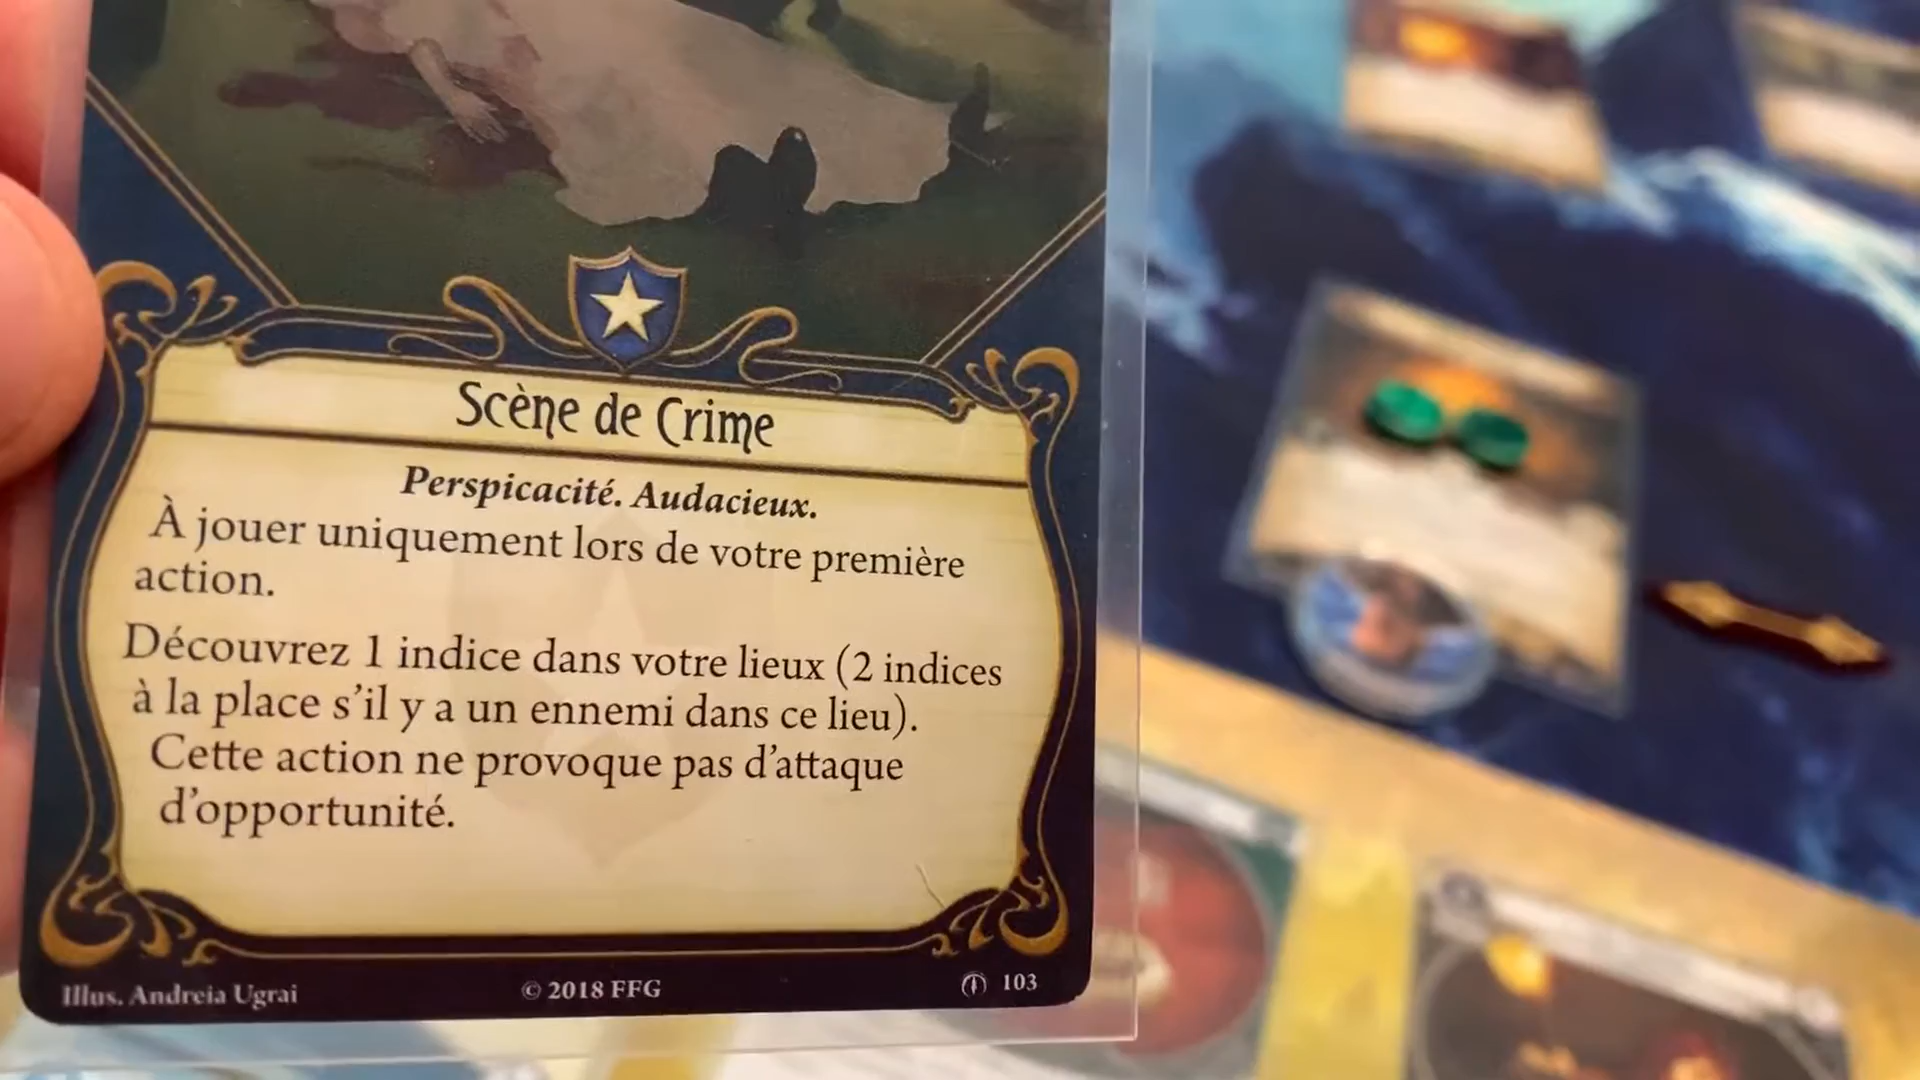 Scène de Crime
Perspicacité. Audacieux.
À jouer uniquement lors de votre première
action.
Découvrez 1 indice dans votre lieux (2 indices
à la place s'il y a un ennemi dans ce lieu).
Cette action ne provoque pas d'attaque
d'opportunité.
Illus. Andreia Ugrai
© 2018 FFG
103